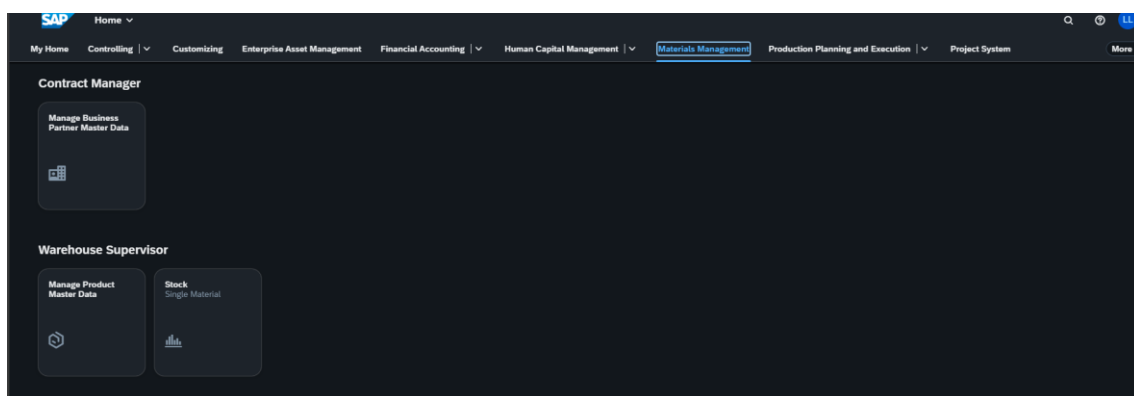 SAP Home
LL
My Home Controlling Customizing Enterprise Asset Management Financial Accounting Human Capital Management Materials Management Production Planning and Execution Project System More
Contract Manager
Manage Business
Partner Master Data
Warehouse Supervisor
Manage Product Stock
Master Data Single Material